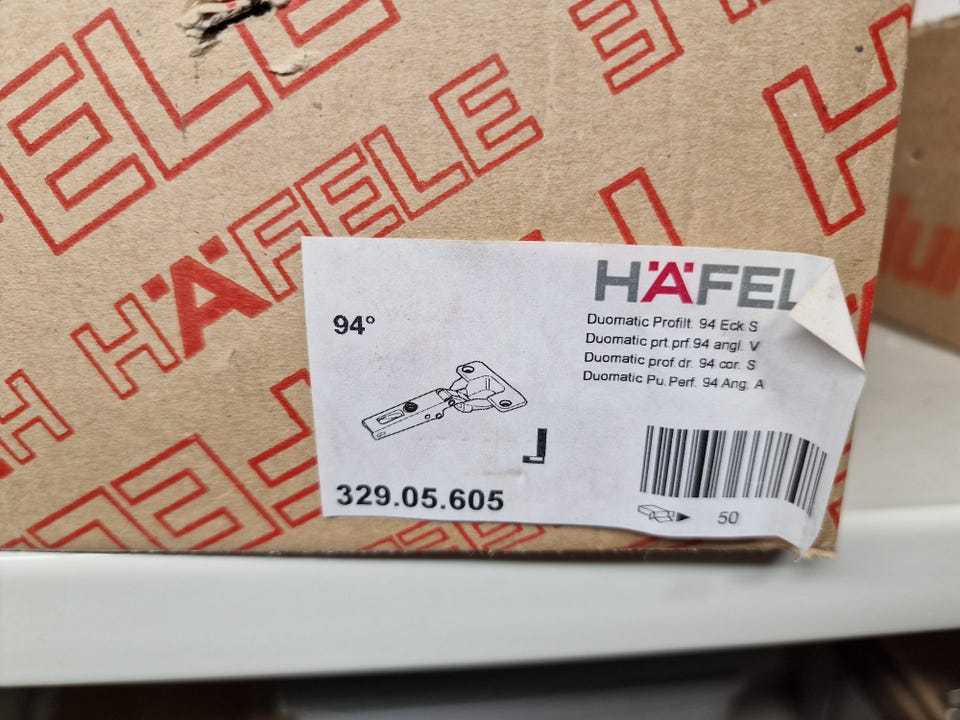 HÄFELE
HÄFEL
94°
Duomatic Profilt. 94 Eck S
Duomatic prt.prf.94 angl. V
Duomatic prof.dr. 94 cor. S
Duomatic Pu.Perf. 94 Ang. A
329.05.605
50